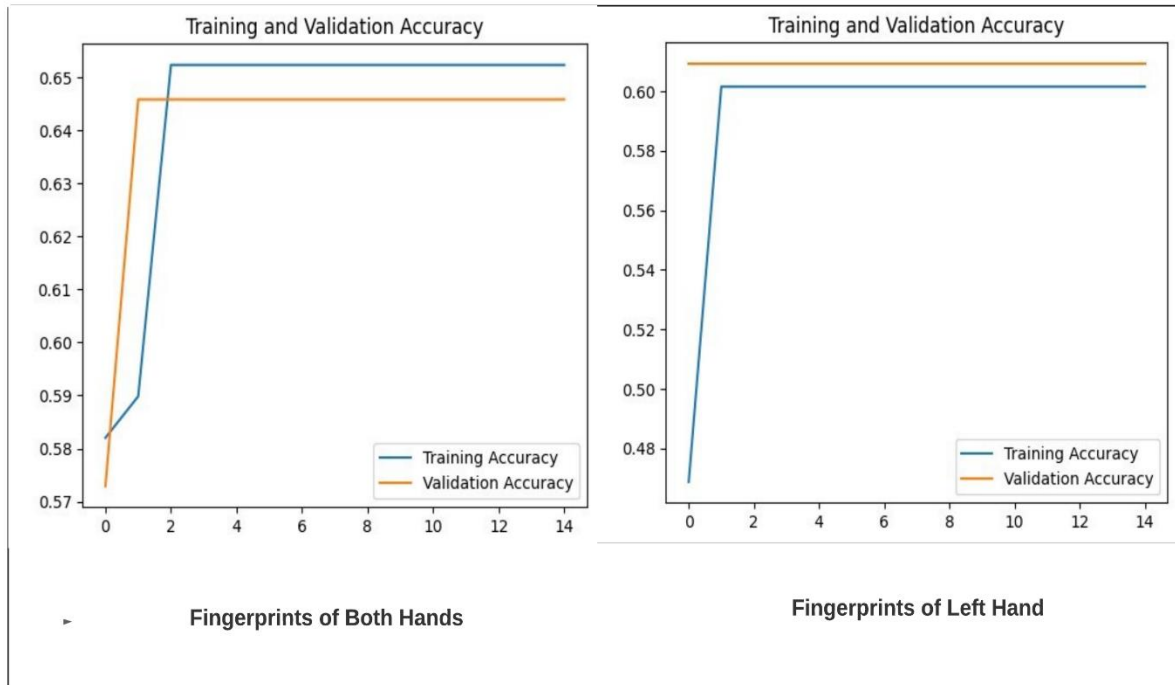 Training and Validation Accuracy
0.65
0.64
0.63
0.62
0.61
0.60
0.59
0.58
0.57
Training Accuracy
Validation Accuracy
0 2 4 6 8 10 12 14
Fingerprints of Both Hands
Training and Validation Accuracy
0.60
0.58
0.56
0.54
0.52
0.50
0.48
Training Accuracy
Validation Accuracy
0 2 4 6 8 10 12 14
Fingerprints of Left Hand